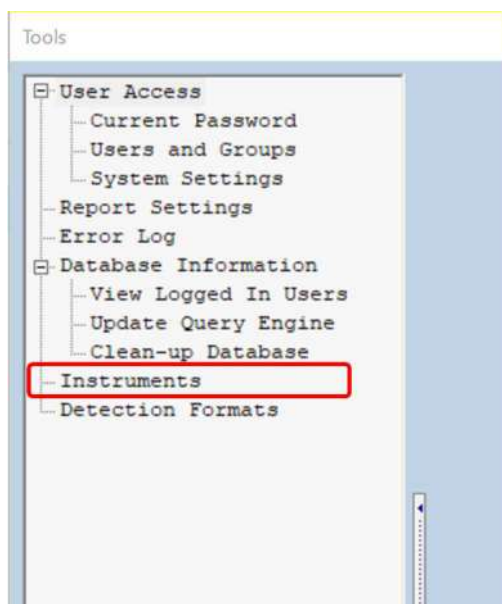 Tools
User Access
Current Password
Users and Groups
System Settings
Report Settings
Error Log
Database Information
View Logged In Users
Update Query Engine
Clean-up Database
Instruments
Detection Formats